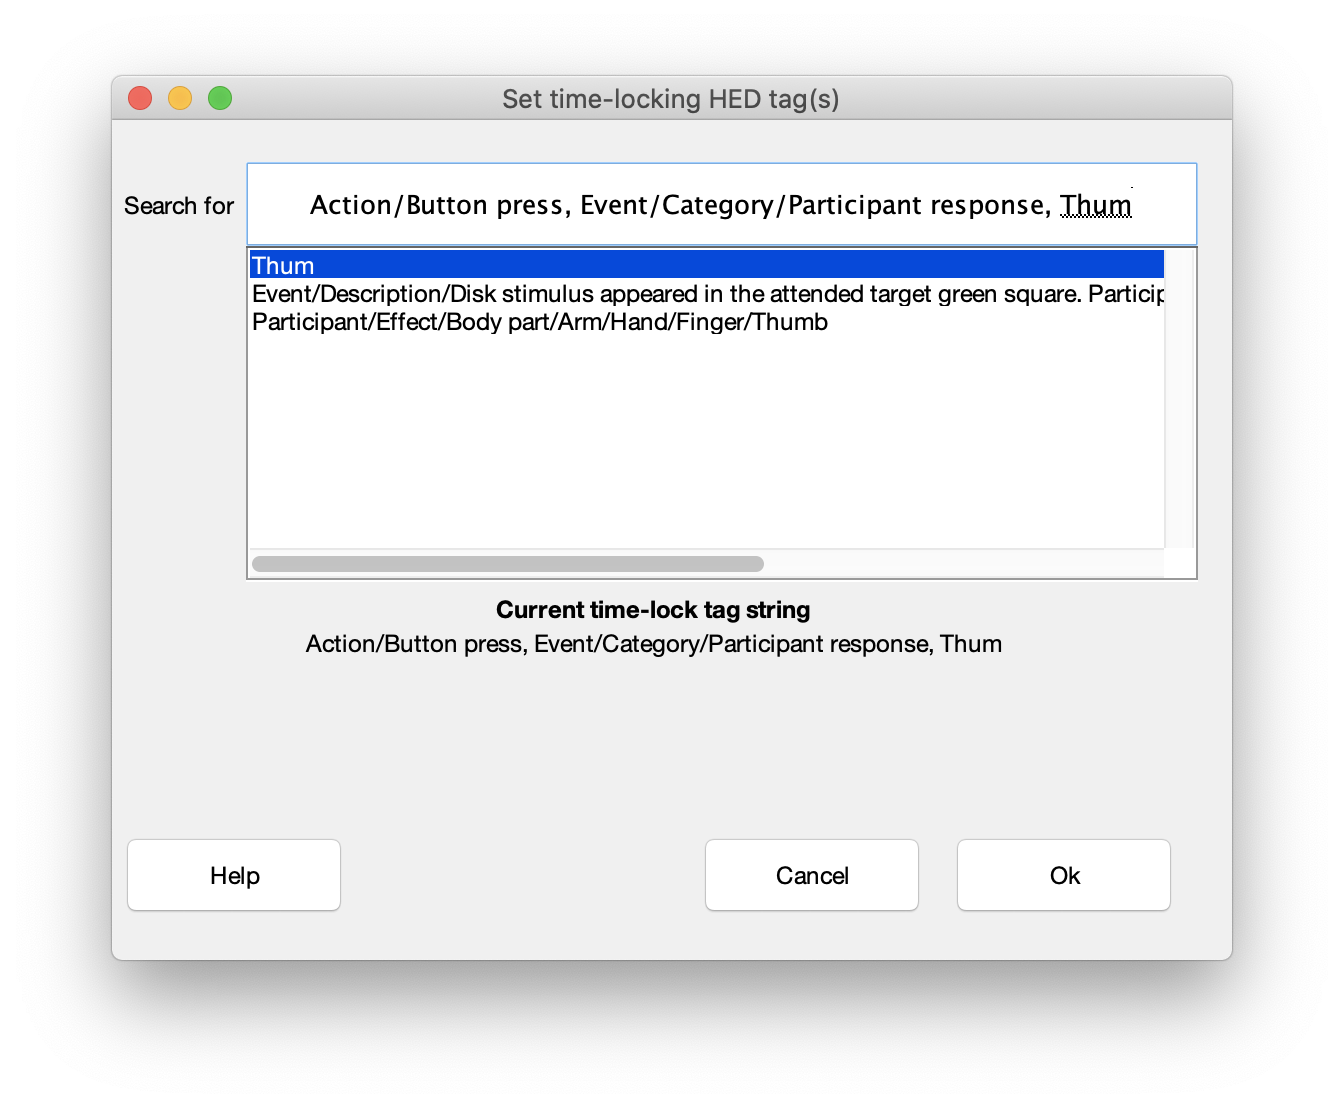 Set time-locking HED tag(s)
Search for
Action/Button press, Event/Category/Participant response, Thum
Thum
Event/Description/Disk stimulus appeared in the attended target green square. Particip
Participant/Effect/Body part/Arm/Hand/Finger/Thumb
Current time-lock tag string
Action/Button press, Event/Category/Participant response, Thum
Help
Cancel
Ok